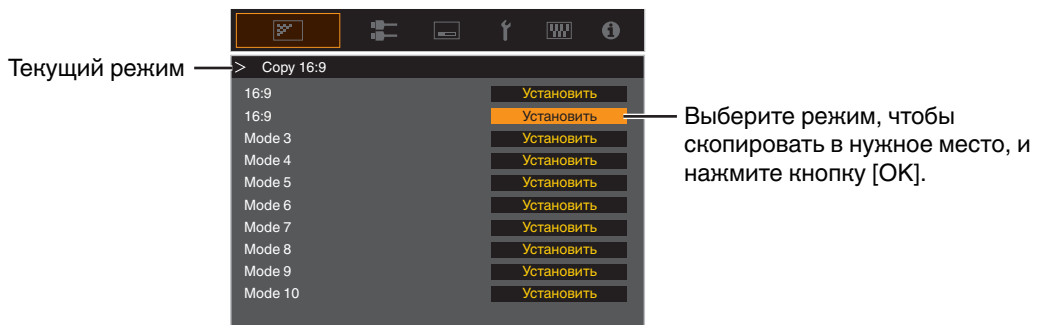 Текущий режим
> Copy 16:9
16:9 Установить
16:9 Установить
Mode 3 Установить
Mode 4 Установить
Mode 5 Установить
Mode 6 Установить
Mode 7 Установить
Mode 8 Установить
Mode 9 Установить
Mode 10 Установить
Выберите режим, чтобы
скопировать в нужное место, и
нажмите кнопку [OK].